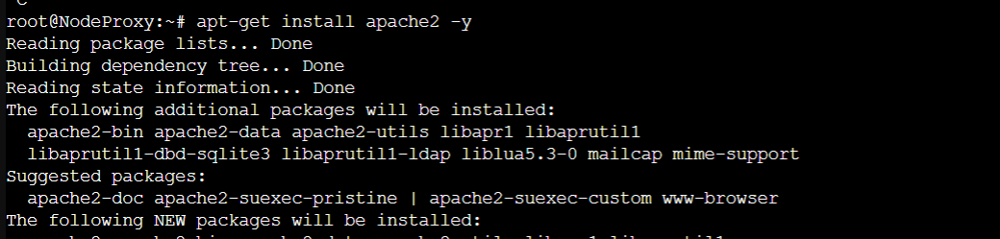 root@NodeProxy:~# apt-get install apache2 -y
Reading package lists... Done
Building dependency tree... Done
Reading state information... Done
The following additional packages will be installed:
  apache2-bin apache2-data apache2-utils libapr1 libaprutil1
  libaprutil1-dbd-sqlite3 libaprutil1-ldap liblua5.3-0 mailcap mime-support
Suggested packages:
  apache2-doc apache2-suexec-pristine | apache2-suexec-custom www-browser
The following NEW packages will be installed: